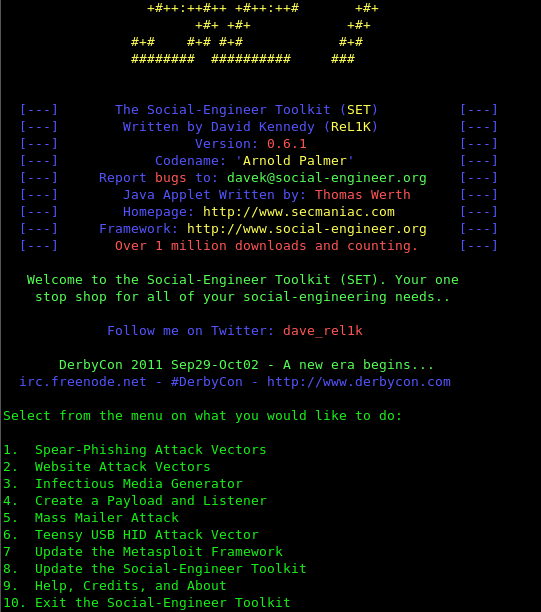 +#++:++#++ +#++:++#       +#+
+#+ +#+            +#+
#+#    #+# #+#            #+#
########  ##########     ###
[---]       The Social-Engineer Toolkit (SET)          [---]
[---]        Written by David Kennedy (ReL1K)          [---]
[---]                 Version: 0.6.1                   [---]
[---]            Codename: 'Arnold Palmer'             [---]
[---]     Report bugs to: davek@social-engineer.org    [---]
[---]        Java Applet Written by: Thomas Werth      [---]
[---]        Homepage: http://www.secmaniac.com        [---]
[---]     Framework: http://www.social-engineer.org    [---]
[---]       Over 1 million downloads and counting.     [---]
Welcome to the Social-Engineer Toolkit (SET). Your one
stop shop for all of your social-engineering needs..
Follow me on Twitter: dave_rel1k
DerbyCon 2011 Sep29-Oct02 - A new era begins...
irc.freenode.net - #DerbyCon - http://www.derbycon.com
Select from the menu on what you would like to do:
1.  Spear-Phishing Attack Vectors
2.  Website Attack Vectors
3.  Infectious Media Generator
4.  Create a Payload and Listener
5.  Mass Mailer Attack
6.  Teensy USB HID Attack Vector
7   Update the Metasploit Framework
8.  Update the Social-Engineer Toolkit
9.  Help, Credits, and About
10. Exit the Social-Engineer Toolkit